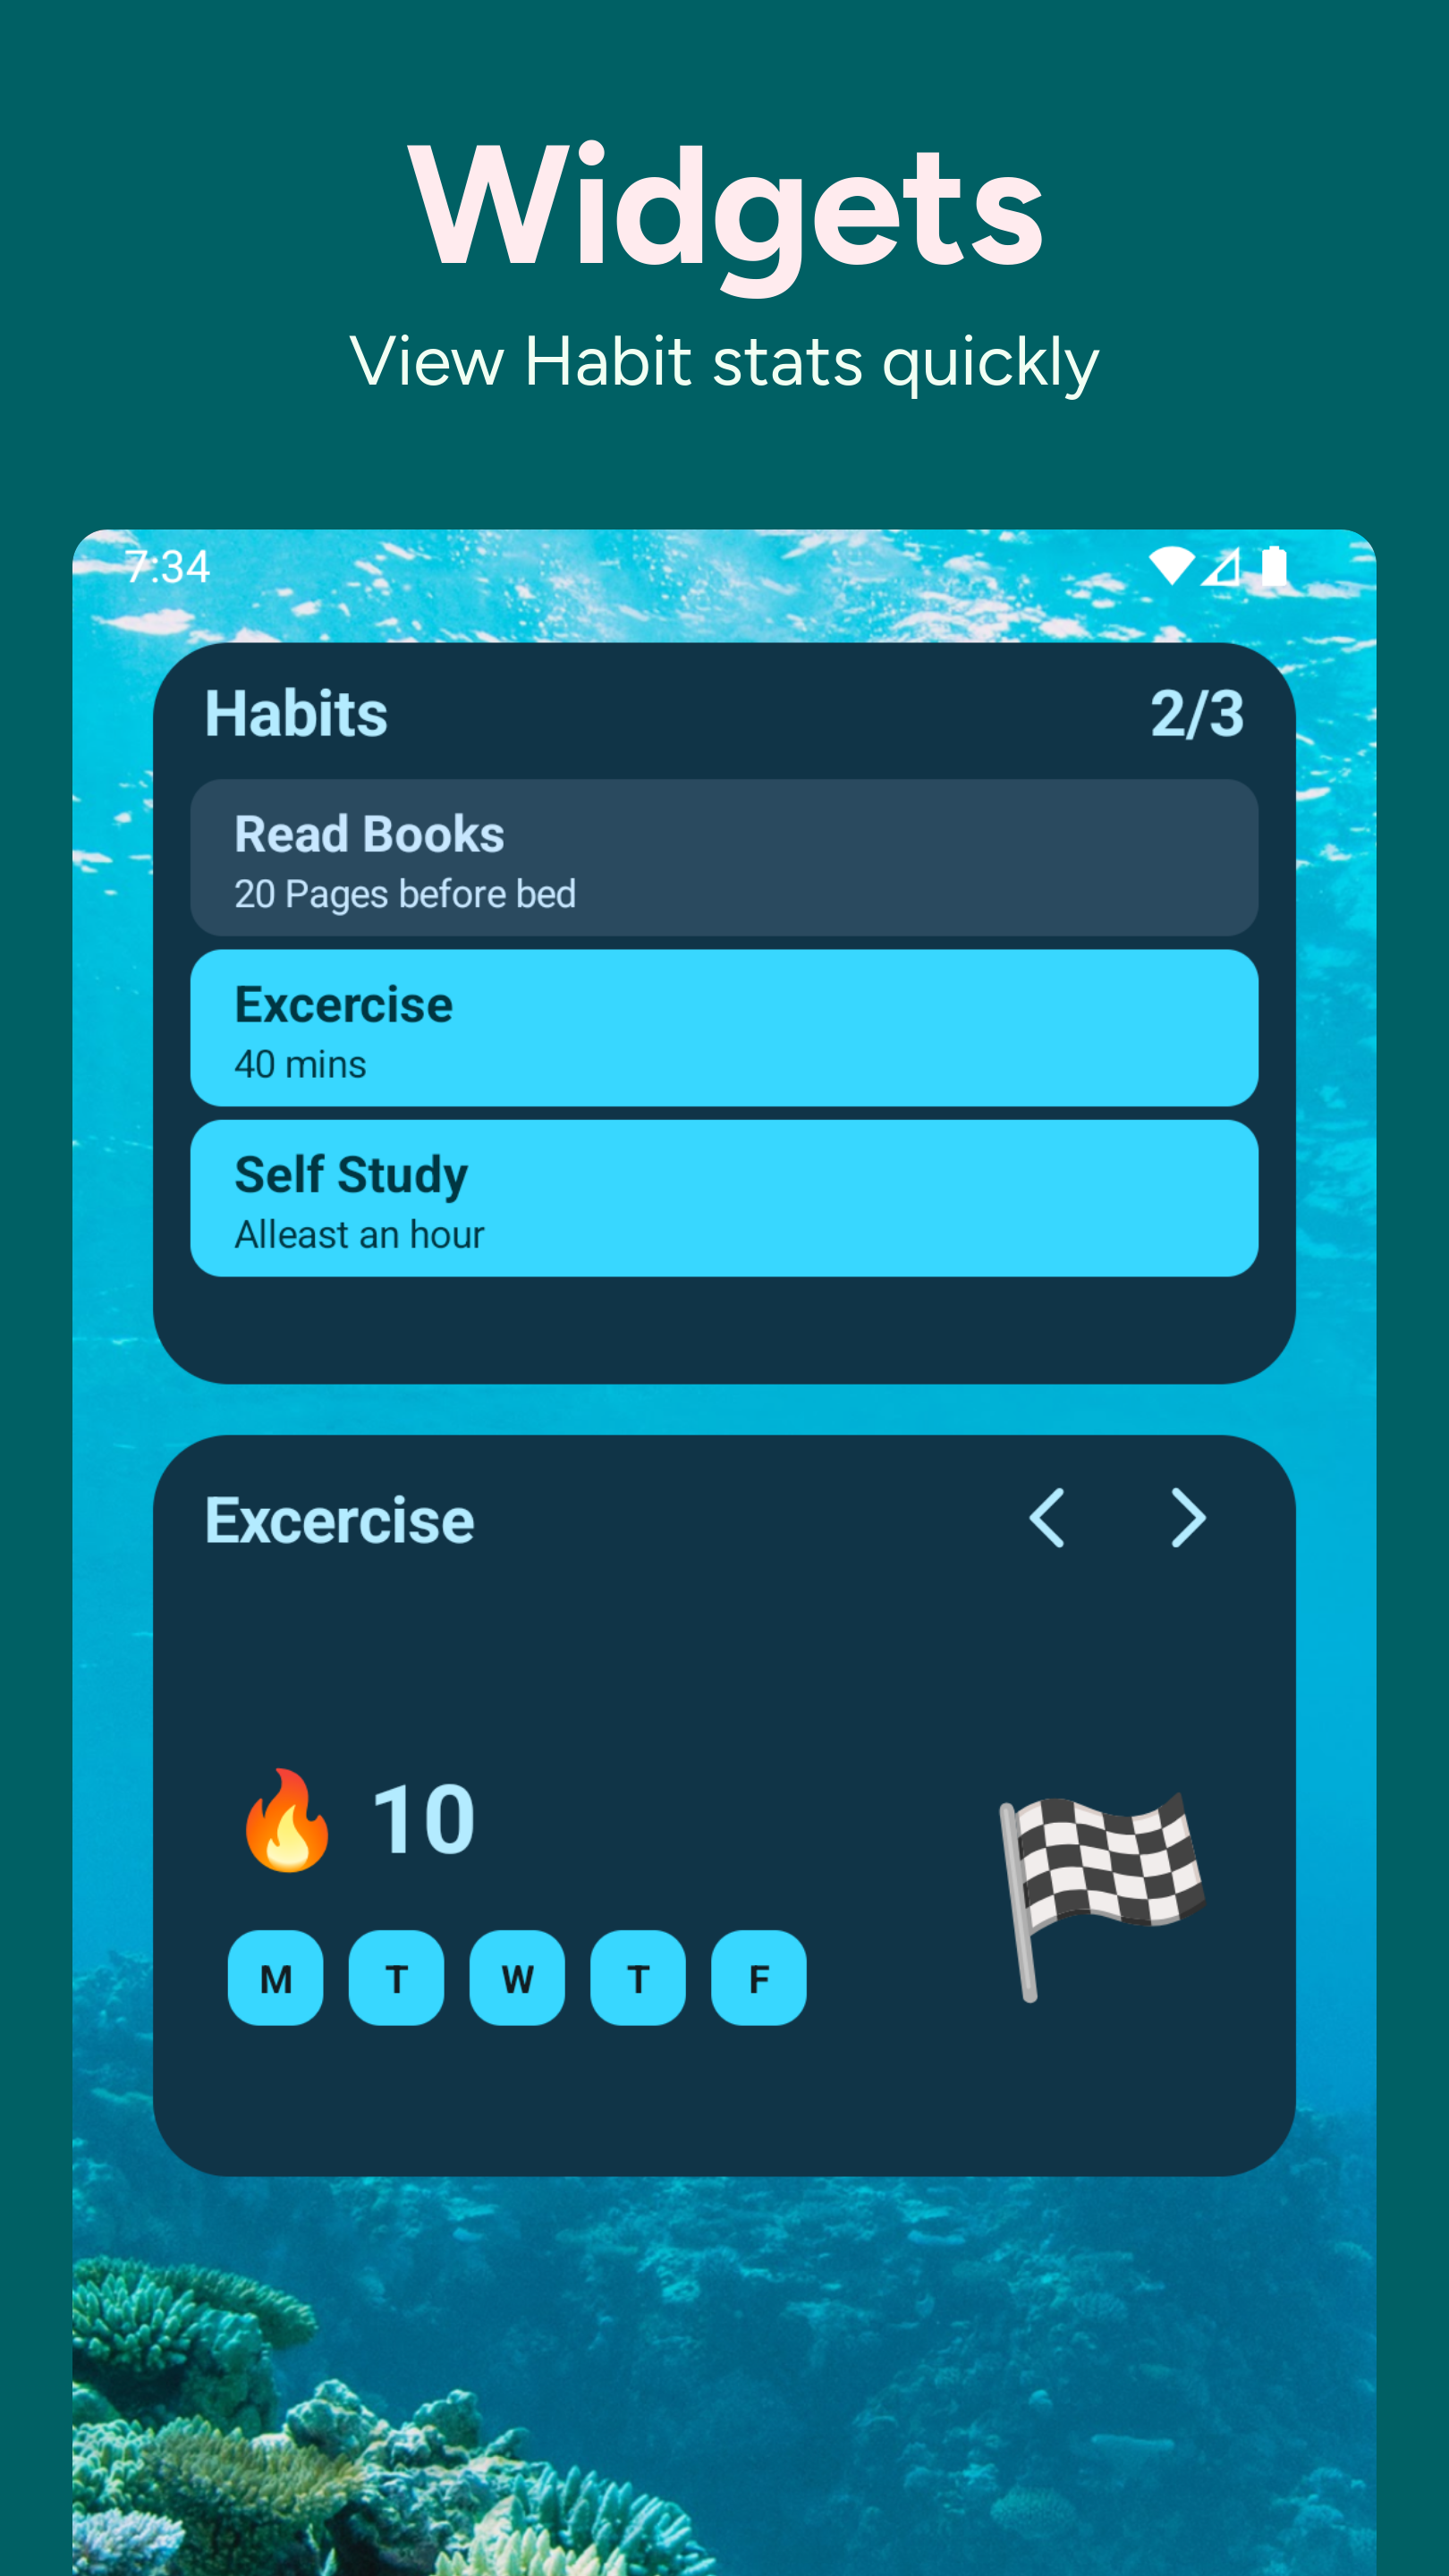 Widgets
View Habit stats quickly
7:34
Habits 2/3
Read Books
20 Pages before bed
Excercise
40 mins
Self Study
Alleast an hour
Excercise
10
M T W T F